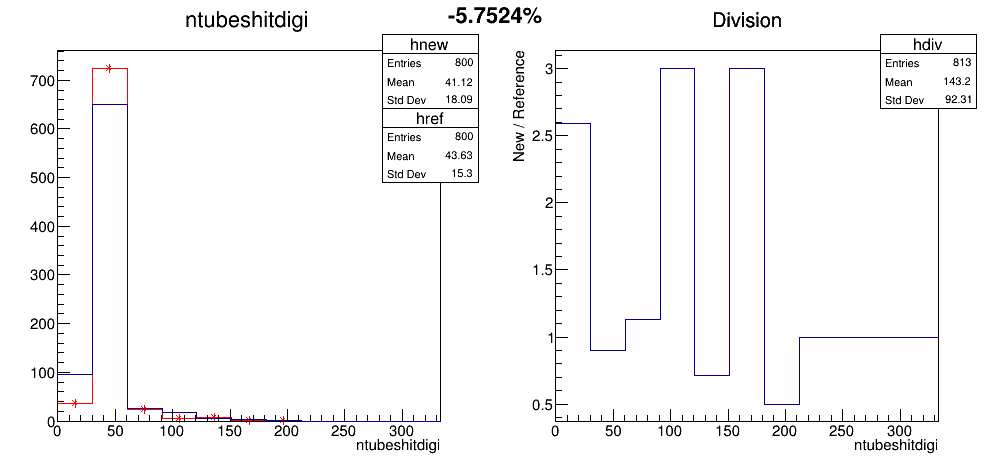 ntubeshitdigi
-5.7524%
Division
hnew
Entries 800
Mean 41.12
Std Dev 18.09
href
Entries 800
Mean 43.63
Std Dev 15.3
700
600
500
400
300
200
100
0
0 50 100 150 200 250 300
ntubeshitdigi
hdiv
Entries 813
Mean 143.2
Std Dev 92.31
New / Reference
3
2.5
2
1.5
1
0.5
0 50 100 150 200 250 300
ntubeshitdigi